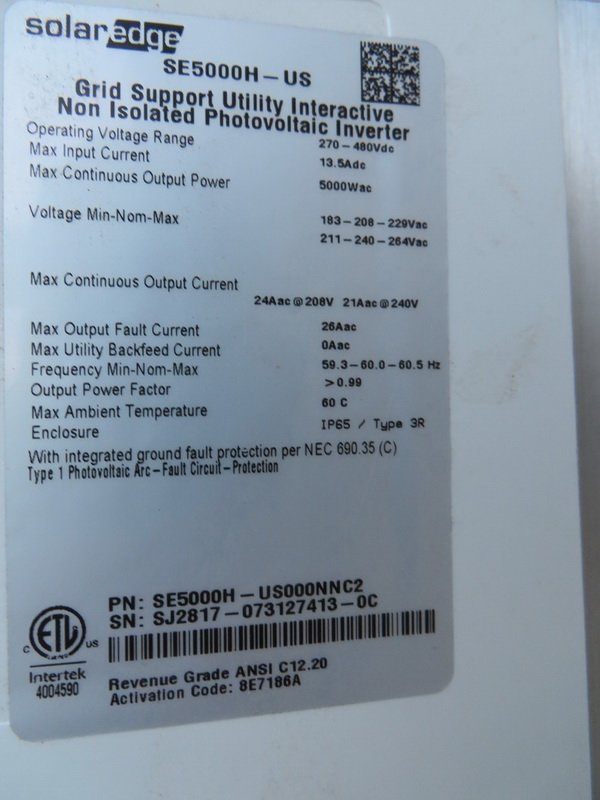 solaredge
SE5000H-US
Grid Support Utility Interactive
Non Isolated Photovoltaic Inverter
Operating Voltage Range 270-480Vdc
Max Input Current 13.5Adc
Max Continuous Output Power 5000Wac
Voltage Min-Nom-Max 183-208-229Vac
211-240-264Vac
Max Continuous Output Current
24Aac@208V 21Aac@240V
Max Output Fault Current 26Aac
Max Utility Backfeed Current 0Aac
Frequency Min-Nom-Max 59.3-60.0-60.5 Hz
Output Power Factor >0.99
Max Ambient Temperature 60 C
Enclosure IP65 / Type 3R
With integrated ground fault protection per NEC 690.35 (C)
Type 1 Photovoltaic Arc-Fault Circuit-Protection
PN: SE5000H-US000NNC2
SN: SJ2817-073127413-0C
C ETL US
Intertek
4004590
Revenue Grade ANSI C12.20
Activation Code: 8E7186A